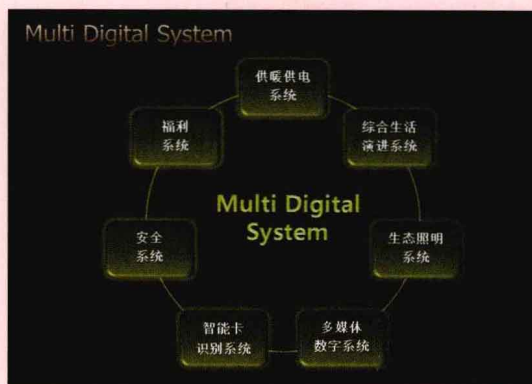 Multi Digital System
供暖供电
系统
综合生活
演进系统
生态照明
系统
多媒体
数字系统
智能卡
识别系统
安全
系统
福利
系统
Multi Digital
System